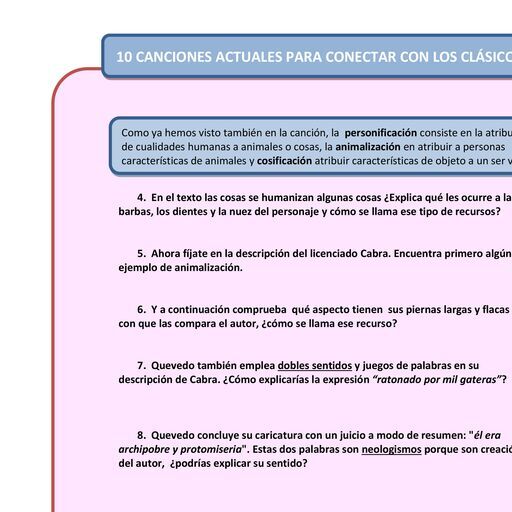 10 CANCIONES ACTUALES PARA CONECTAR CON LOS CLÁSICO
Como ya hemos visto también en la canción, la personificación consiste en la atribu
de cualidades humanas a animales o cosas, la animalización en atribuir a personas
características de animales y cosificación atribuir características de objeto a un ser v
4. En el texto las cosas se humanizan algunas cosas ¿Explica qué les ocurre a la
barbas, los dientes y la nuez del personaje y cómo se llama ese tipo de recursos?
5. Ahora fíjate en la descripción del licenciado Cabra. Encuentra primero algún
ejemplo de animalización.
6. Y a continuación comprueba qué aspecto tienen sus piernas largas y flacas
con que las compara el autor, ¿cómo se llama ese recurso?
7. Quevedo también emplea dobles sentidos y juegos de palabras en su
descripción de Cabra. ¿Cómo explicarías la expresión “ratonado por mil gateras”?
8. Quevedo concluye su caricatura con un juicio a modo de resumen: "él era
archipobre y protomiseria". Estas dos palabras son neologismos porque son creació
del autor, ¿podrías explicar su sentido?